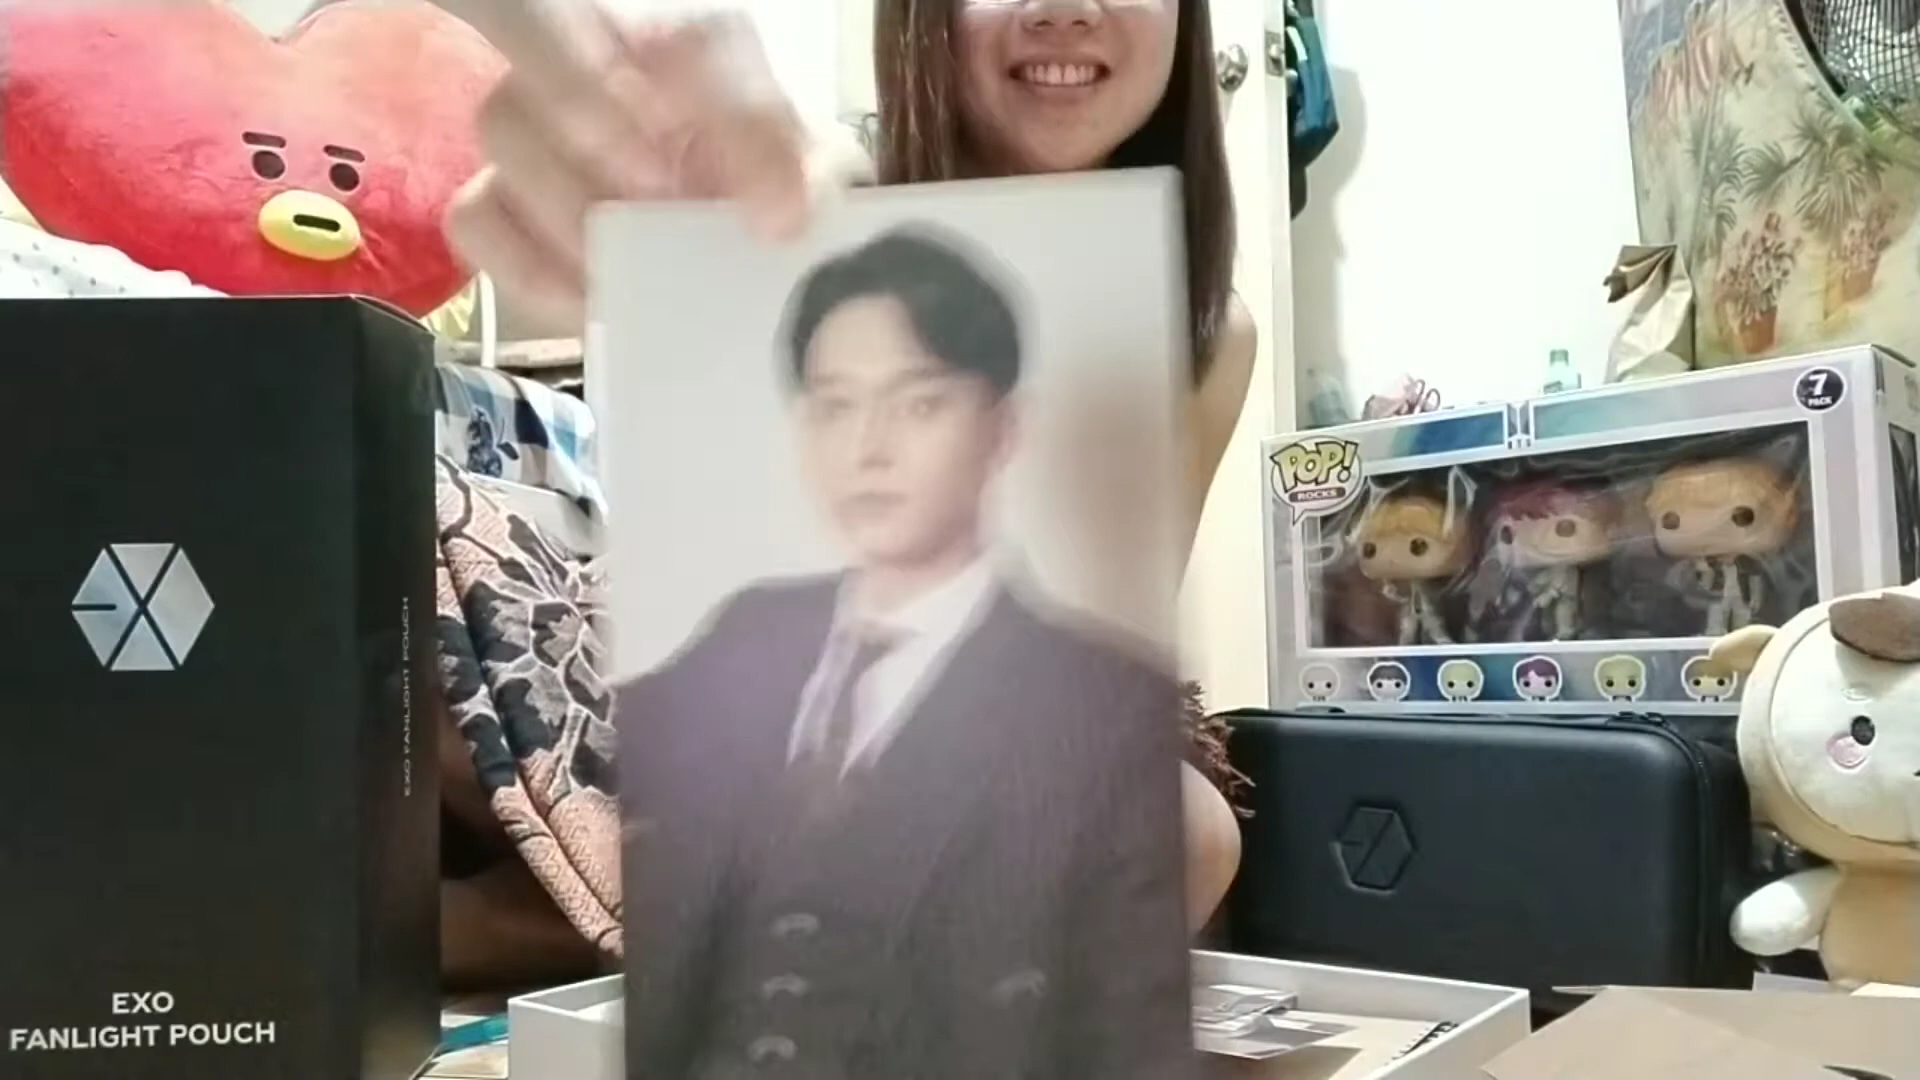 EXO
FANLIGHT POUCH
EXO FANLIGHT POUCH
POP!
ROCKS
7
PACK